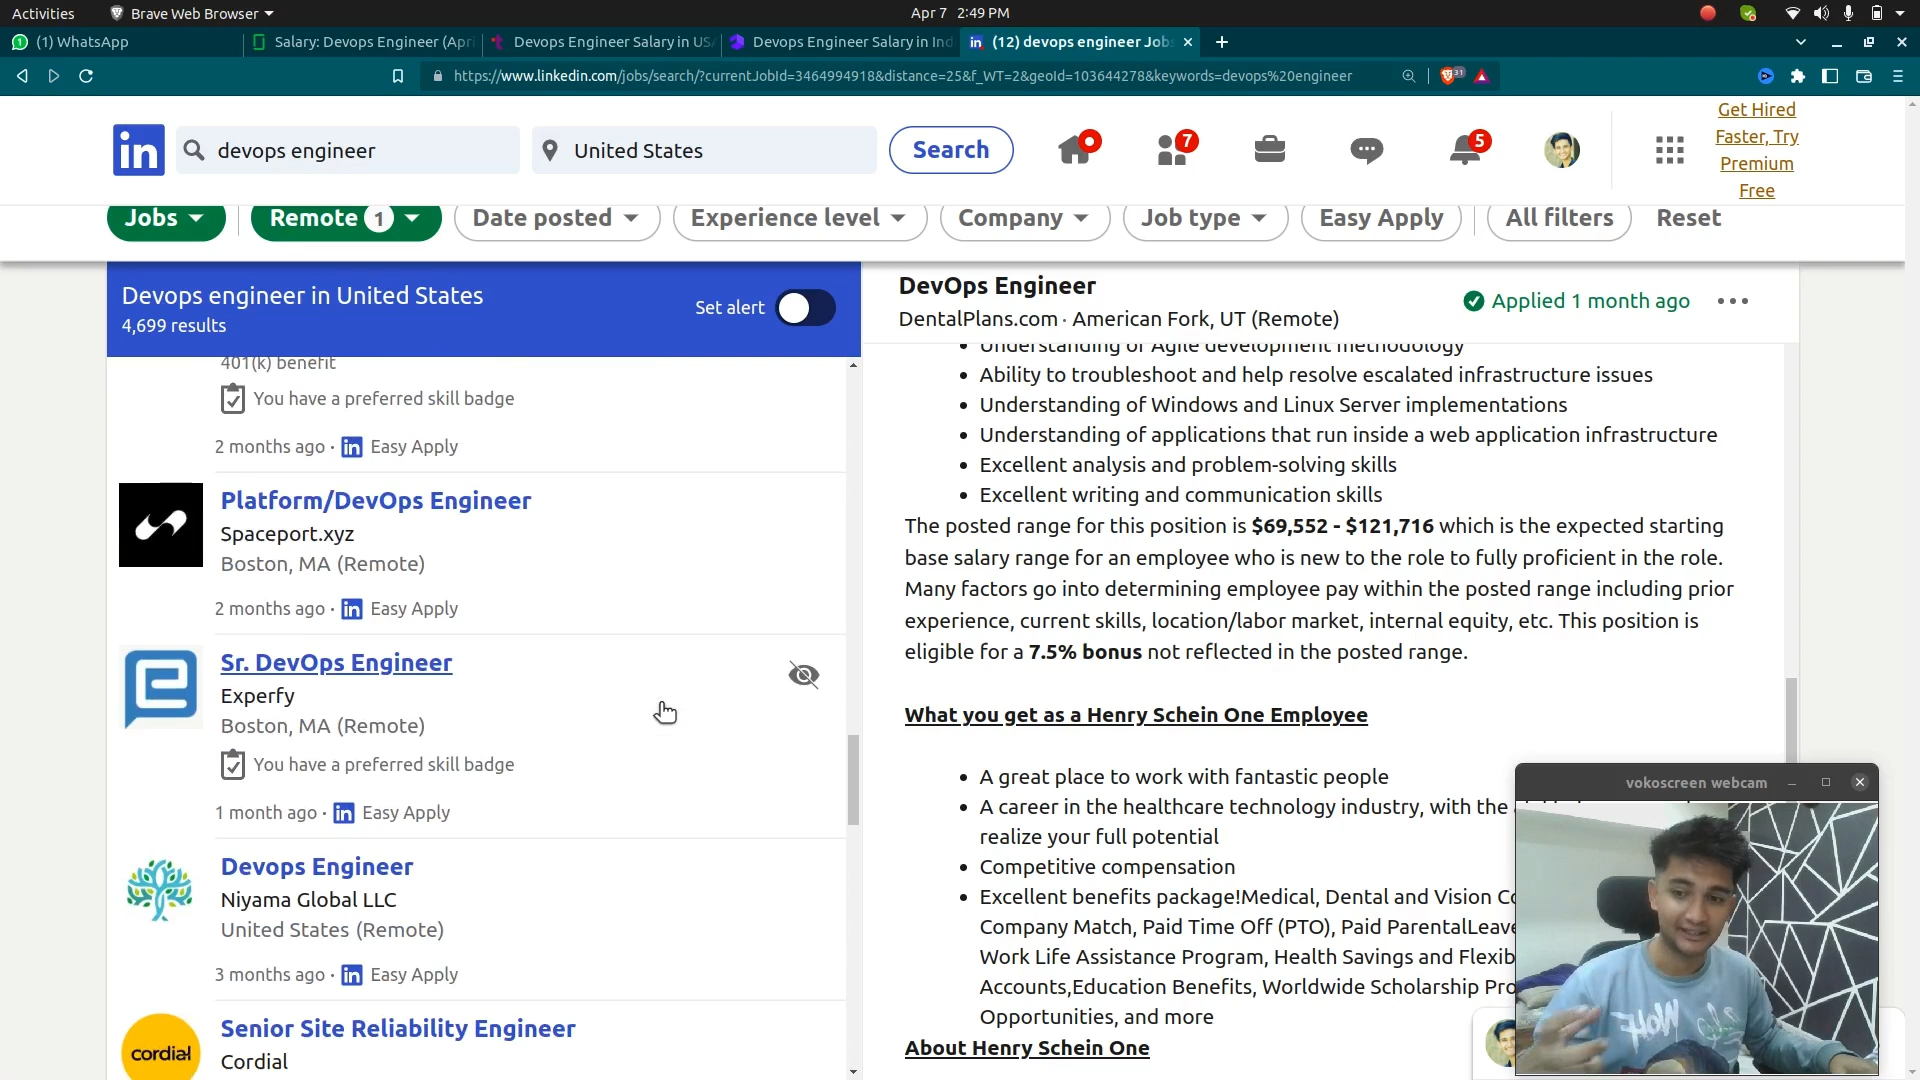 Activities
Brave Web Browser
Apr 7 2:49 PM
(1) WhatsApp
Salary: Devops Engineer (Apri
Devops Engineer Salary in USA
Devops Engineer Salary in Ind
(12) devops engineer Job
https://www.linkedin.com/jobs/search/?currentJobId=3464994918&distance=25&f_WT=2&geoId=103644278&keywords=devops%20engineer
31
in
devops engineer
United States
Search
7
5
Get Hired
Faster, Try
Premium
Free
Jobs
Remote 1
Date posted
Experience level
Company
Job type
Easy Apply
All filters
Reset
Devops engineer in United States
4,699 results
Set alert
401(k) benefit
You have a preferred skill badge
2 months ago · in Easy Apply
Platform/DevOps Engineer
Spaceport.xyz
Boston, MA (Remote)
2 months ago · in Easy Apply
Sr. DevOps Engineer
Experfy
Boston, MA (Remote)
You have a preferred skill badge
1 month ago · in Easy Apply
Devops Engineer
Niyama Global LLC
United States (Remote)
3 months ago · in Easy Apply
cordial
Senior Site Reliability Engineer
Cordial
DevOps Engineer
DentalPlans.com · American Fork, UT (Remote)
Applied 1 month ago
Understanding of Agile development methodology
Ability to troubleshoot and help resolve escalated infrastructure issues
Understanding of Windows and Linux Server implementations
Understanding of applications that run inside a web application infrastructure
Excellent analysis and problem-solving skills
Excellent writing and communication skills
The posted range for this position is $69,552 - $121,716 which is the expected starting
base salary range for an employee who is new to the role to fully proficient in the role.
Many factors go into determining employee pay within the posted range including prior
experience, current skills, location/labor market, internal equity, etc. This position is
eligible for a 7.5% bonus not reflected in the posted range.
What you get as a Henry Schein One Employee
A great place to work with fantastic people
A career in the healthcare technology industry, with the
realize your full potential
Competitive compensation
Excellent benefits package!Medical, Dental and Vision Co
Company Match, Paid Time Off (PTO), Paid ParentalLeave
Work Life Assistance Program, Health Savings and Flexib
Accounts,Education Benefits, Worldwide Scholarship Pro
Opportunities, and more
About Henry Schein One
vokoscreen webcam